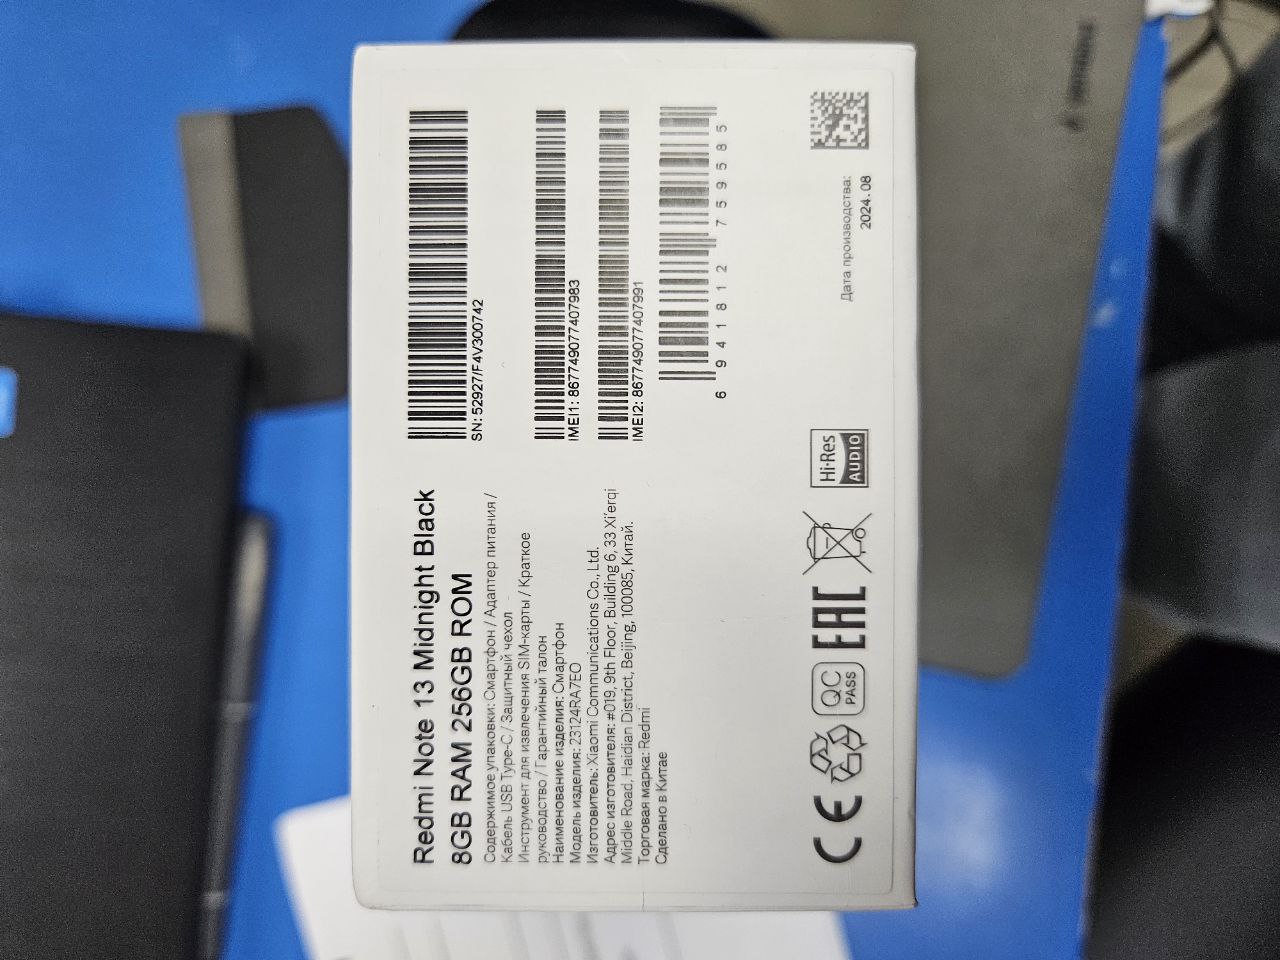 Redmi Note 13 Midnight Black
8GB RAM 256GB ROM
Содержимое упаковки: Смартфон / Адаптер питания /
Кабель USB Type-C / Защитный чехол
Инструмент для извлечения SIM-карты / Краткое
руководство / Гарантийный талон
Наименование изделия: Смартфон
Модель изделия: 23124RA7EO
Изготовитель: Xiaomi Communications Co., Ltd.
Адрес изготовителя: #019, 9th Floor, Building 6, 33 Xi'erqi
Middle Road, Haidian District, Beijing, 100085, Китай.
Торговая марка: Redmi
Сделано в Китае
SN: 52927/F4V300742
IMEI1: 867749077407983
IMEI2: 867749077407991
6 941812 759585
CE
QC
PASS
EAC
Hi-Res
AUDIO
Дата производства:
2024.08